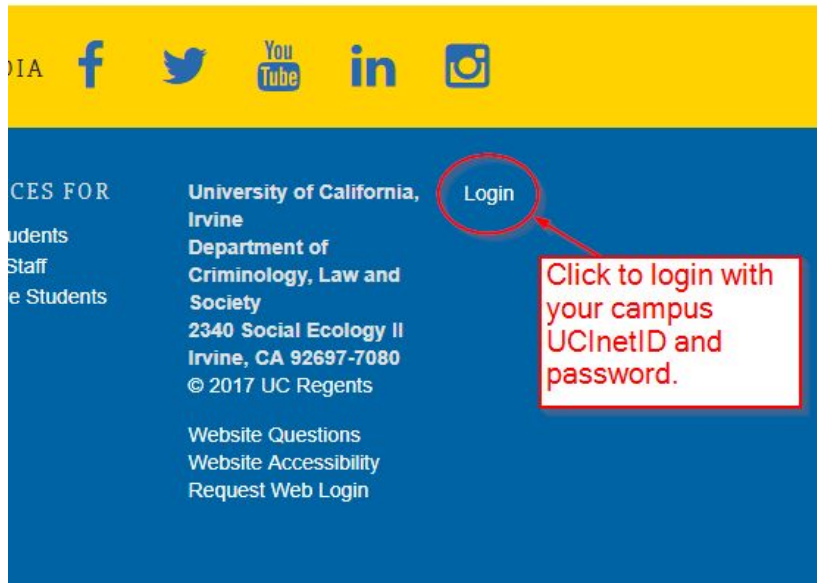 DIA
You
Tube
in
CES FOR
udents
Staff
e Students
University of California,
Irvine
Department of
Criminology, Law and
Society
2340 Social Ecology II
Irvine, CA 92697-7080
© 2017 UC Regents
Website Questions
Website Accessibility
Request Web Login
Login
Click to login with
your campus
UCInetID and
password.